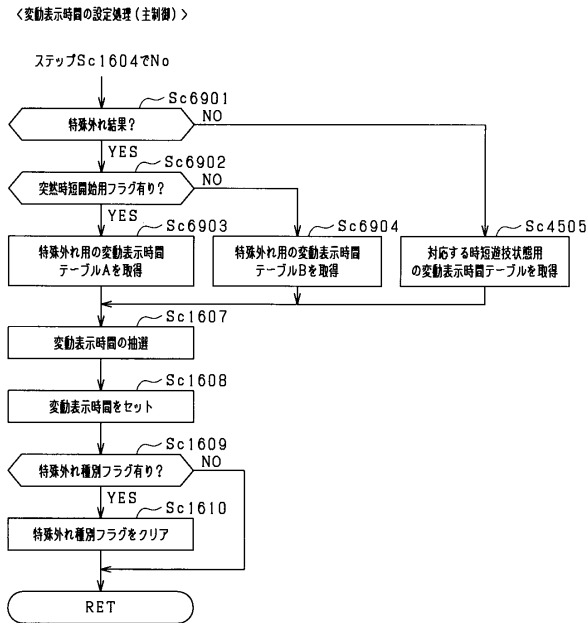 ＜変動表示時間の設定処理（主制御）＞
ステップSc1604でNo
Sc6901
特殊外れ結果？
NO
YES
Sc6902
突然時短開始用フラグ有り？
NO
YES
Sc6903
特殊外れ用の変動表示時間
テーブルAを取得
Sc6904
特殊外れ用の変動表示時間
テーブルBを取得
Sc4505
対応する時短遊技状態用
の変動表示時間テーブルを取得
Sc1607
変動表示時間の抽選
Sc1608
変動表示時間をセット
Sc1609
特殊外れ種別フラグ有り？
NO
YES
Sc1610
特殊外れ種別フラグをクリア
RET